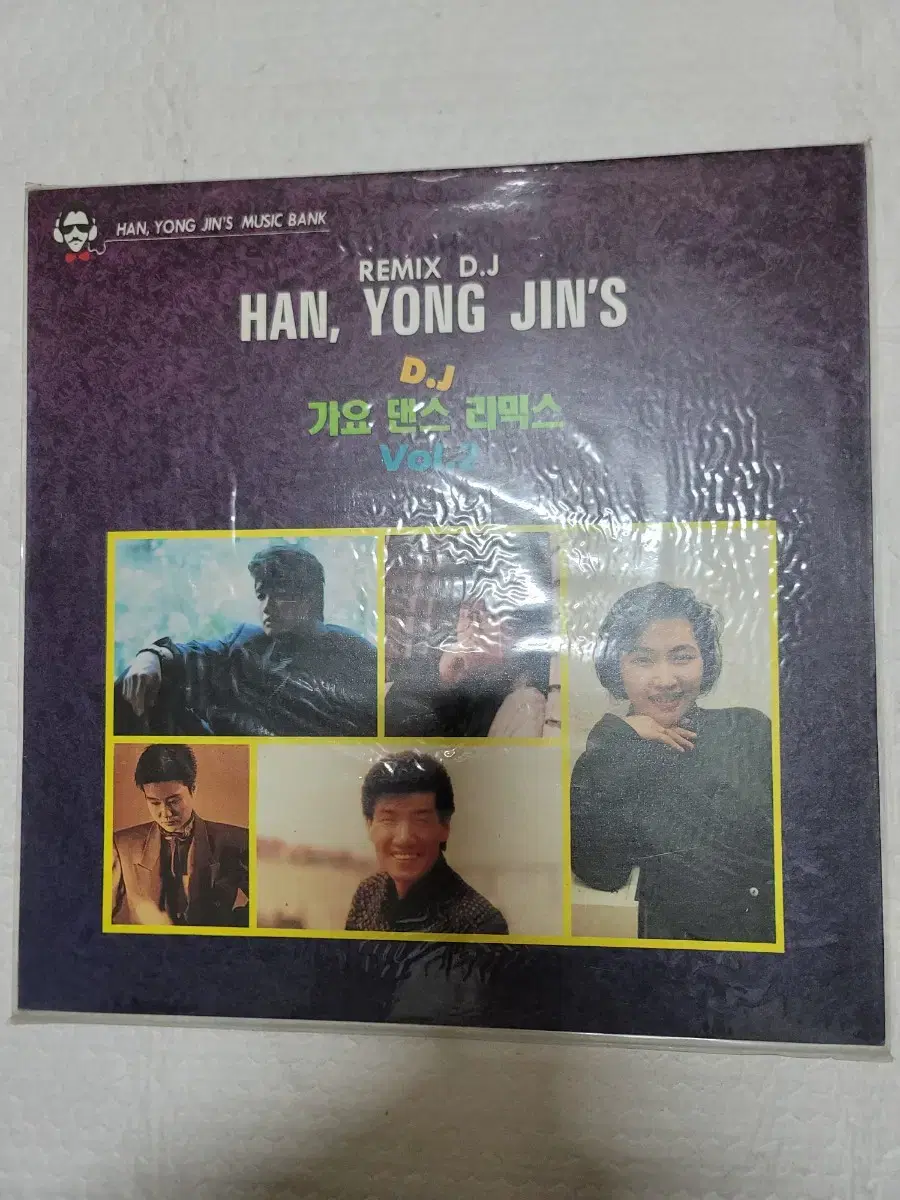 HAN, YONG JIN'S MUSIC BANK
REMIX D.J
HAN, YONG JIN'S
D.J
가요 댄스 리믹스
Vol.2